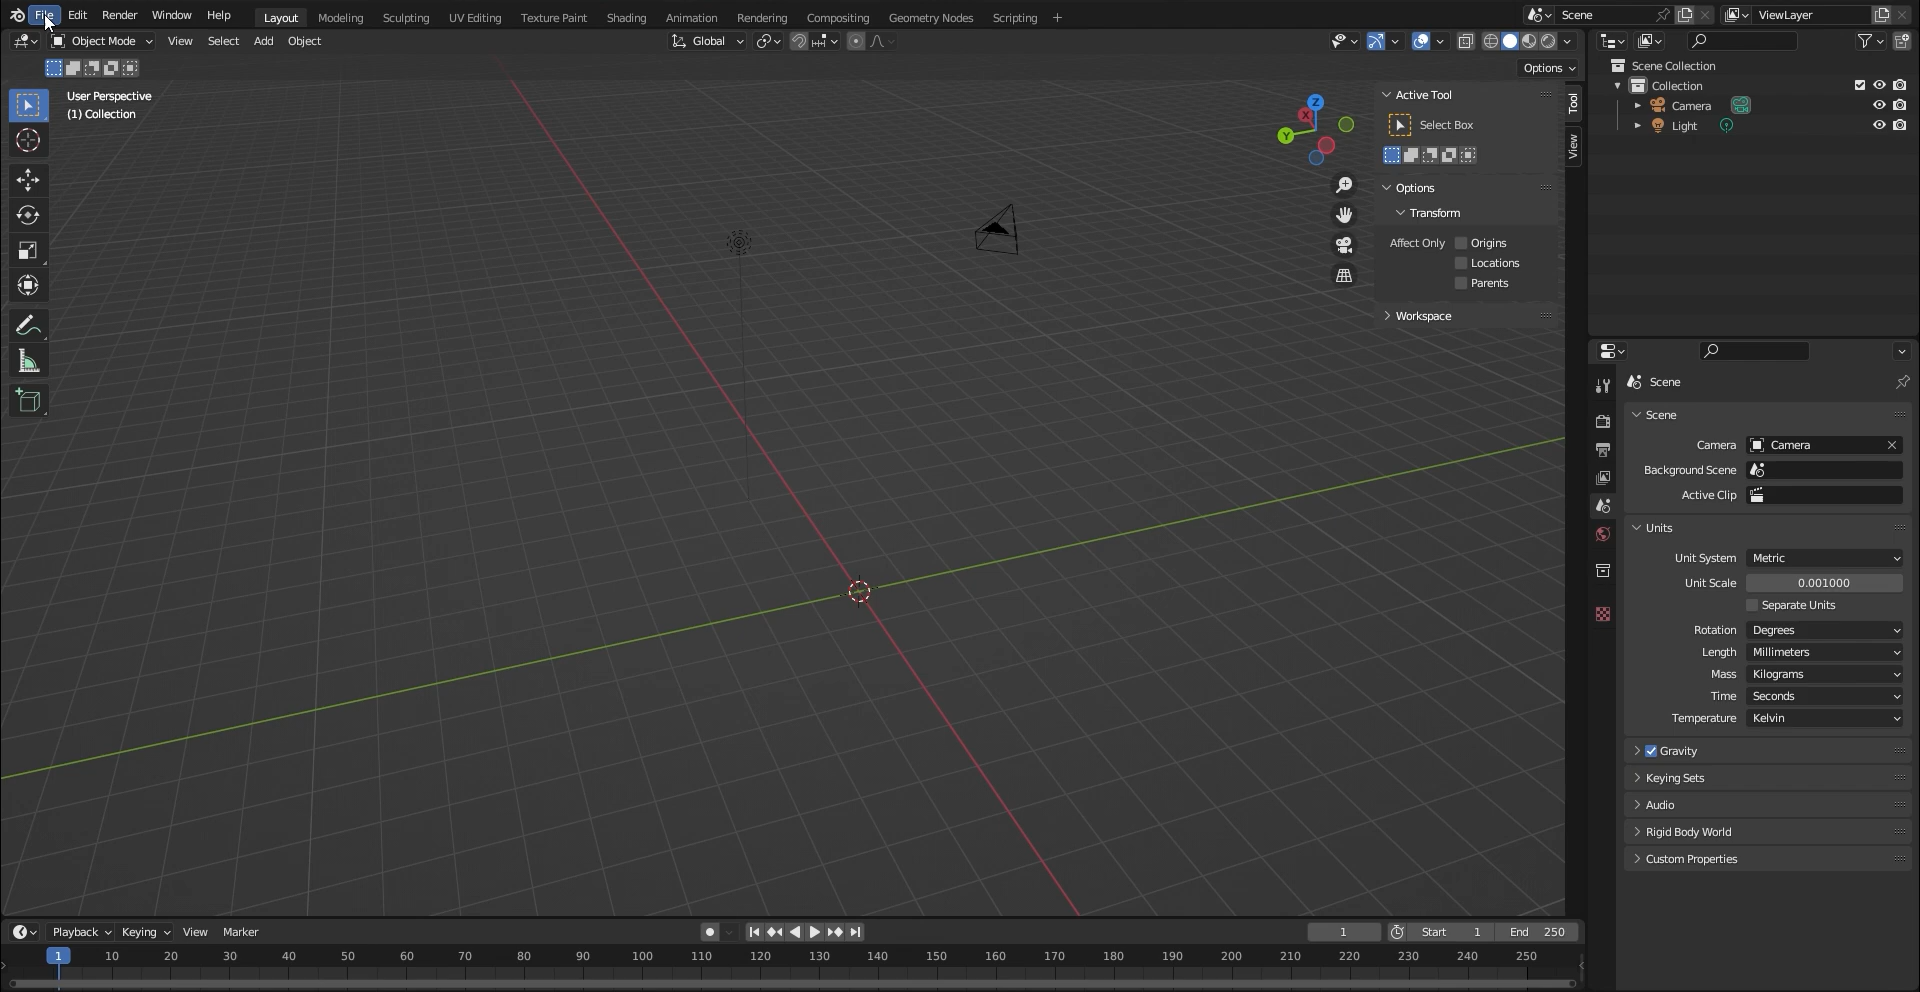 File Edit Render Window Help Layout Modeling Sculpting UV Editing Texture Paint Shading Animation Rendering Compositing Geometry Nodes Scripting + Scene ViewLayer
Object Mode View Select Add Object Global
Options
User Perspective
(1) Collection
Z
X
Y
Active Tool
Select Box
Options
Transform
Affect Only Origins
Locations
Parents
Workspace
Tool
View
Scene Collection
Collection
Camera
Light
Scene
Scene
Camera Camera
Background Scene
Active Clip
Units
Unit System Metric
Unit Scale 0.001000
Separate Units
Rotation Degrees
Length Millimeters
Mass Kilograms
Time Seconds
Temperature Kelvin
Gravity
Keying Sets
Audio
Rigid Body World
Custom Properties
Playback Keying View Marker 1 Start 1 End 250
1 10 20 30 40 50 60 70 80 90 100 110 120 130 140 150 160 170 180 190 200 210 220 230 240 250